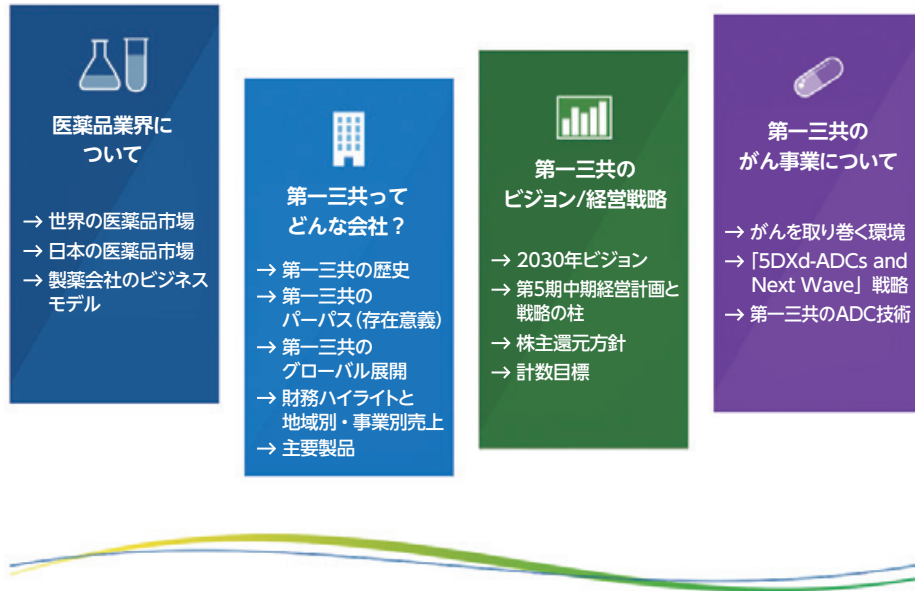 医薬品業界に
ついて
→ 世界の医薬品市場
→ 日本の医薬品市場
→ 製薬会社のビジネス
モデル
第一三共って
どんな会社？
→ 第一三共の歴史
→ 第一三共の
パーパス（存在意義）
→ 第一三共の
グローバル展開
→ 財務ハイライトと
地域別・事業別売上
→ 主要製品
第一三共の
ビジョン/経営戦略
→ 2030年ビジョン
→ 第5期中期経営計画と
戦略の柱
→ 株主還元方針
→ 計数目標
第一三共の
がん事業について
→ がんを取り巻く環境
→ 「5DXd-ADCs and
Next Wave」戦略
→ 第一三共のADC技術